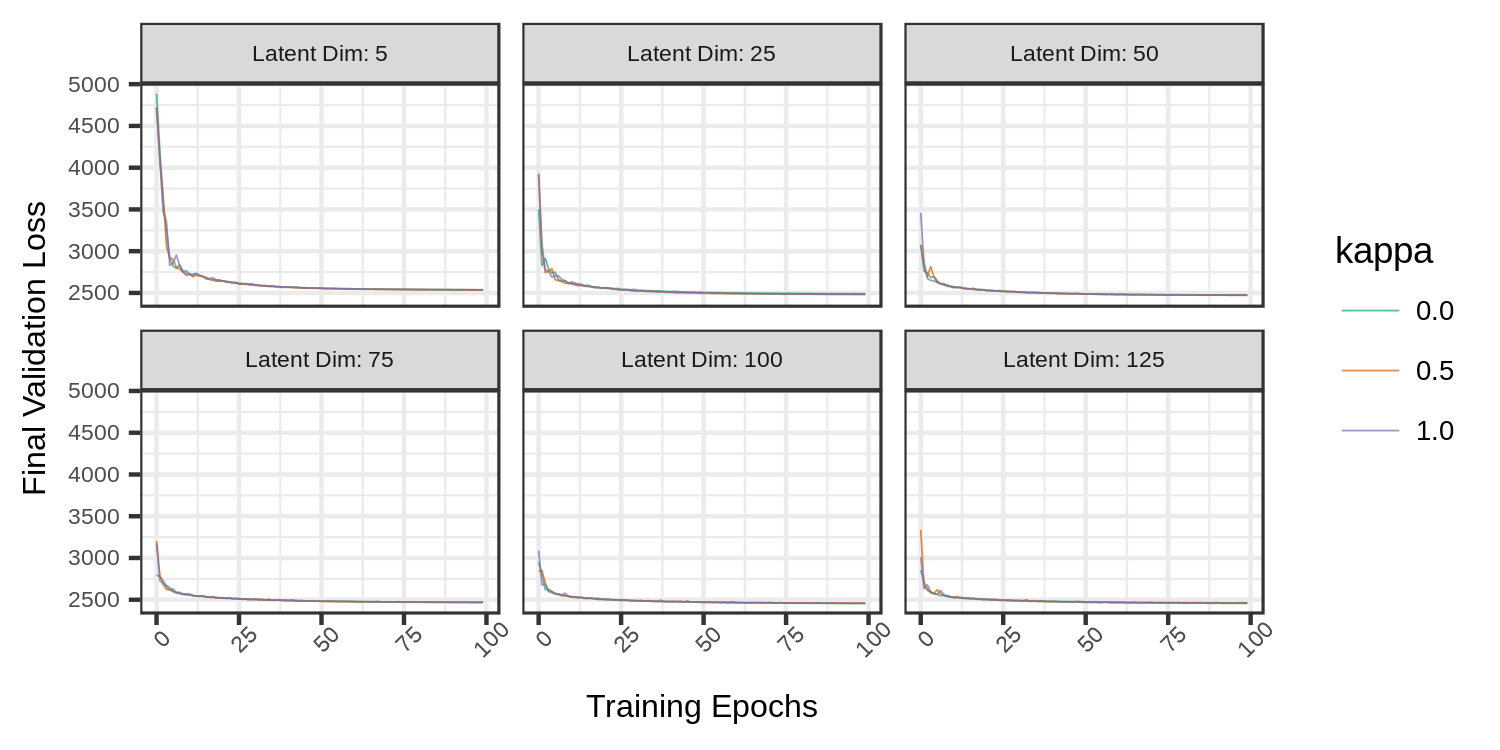 Latent Dim: 5
Latent Dim: 25
Latent Dim: 50
5000
4500
4000
3500
3000
2500
Latent Dim: 75
Latent Dim: 100
Latent Dim: 125
5000
4500
4000
3500
3000
2500
0 25 50 75 100
0 25 50 75 100
0 25 50 75 100
Final Validation Loss
Training Epochs
kappa
0.0
0.5
1.0